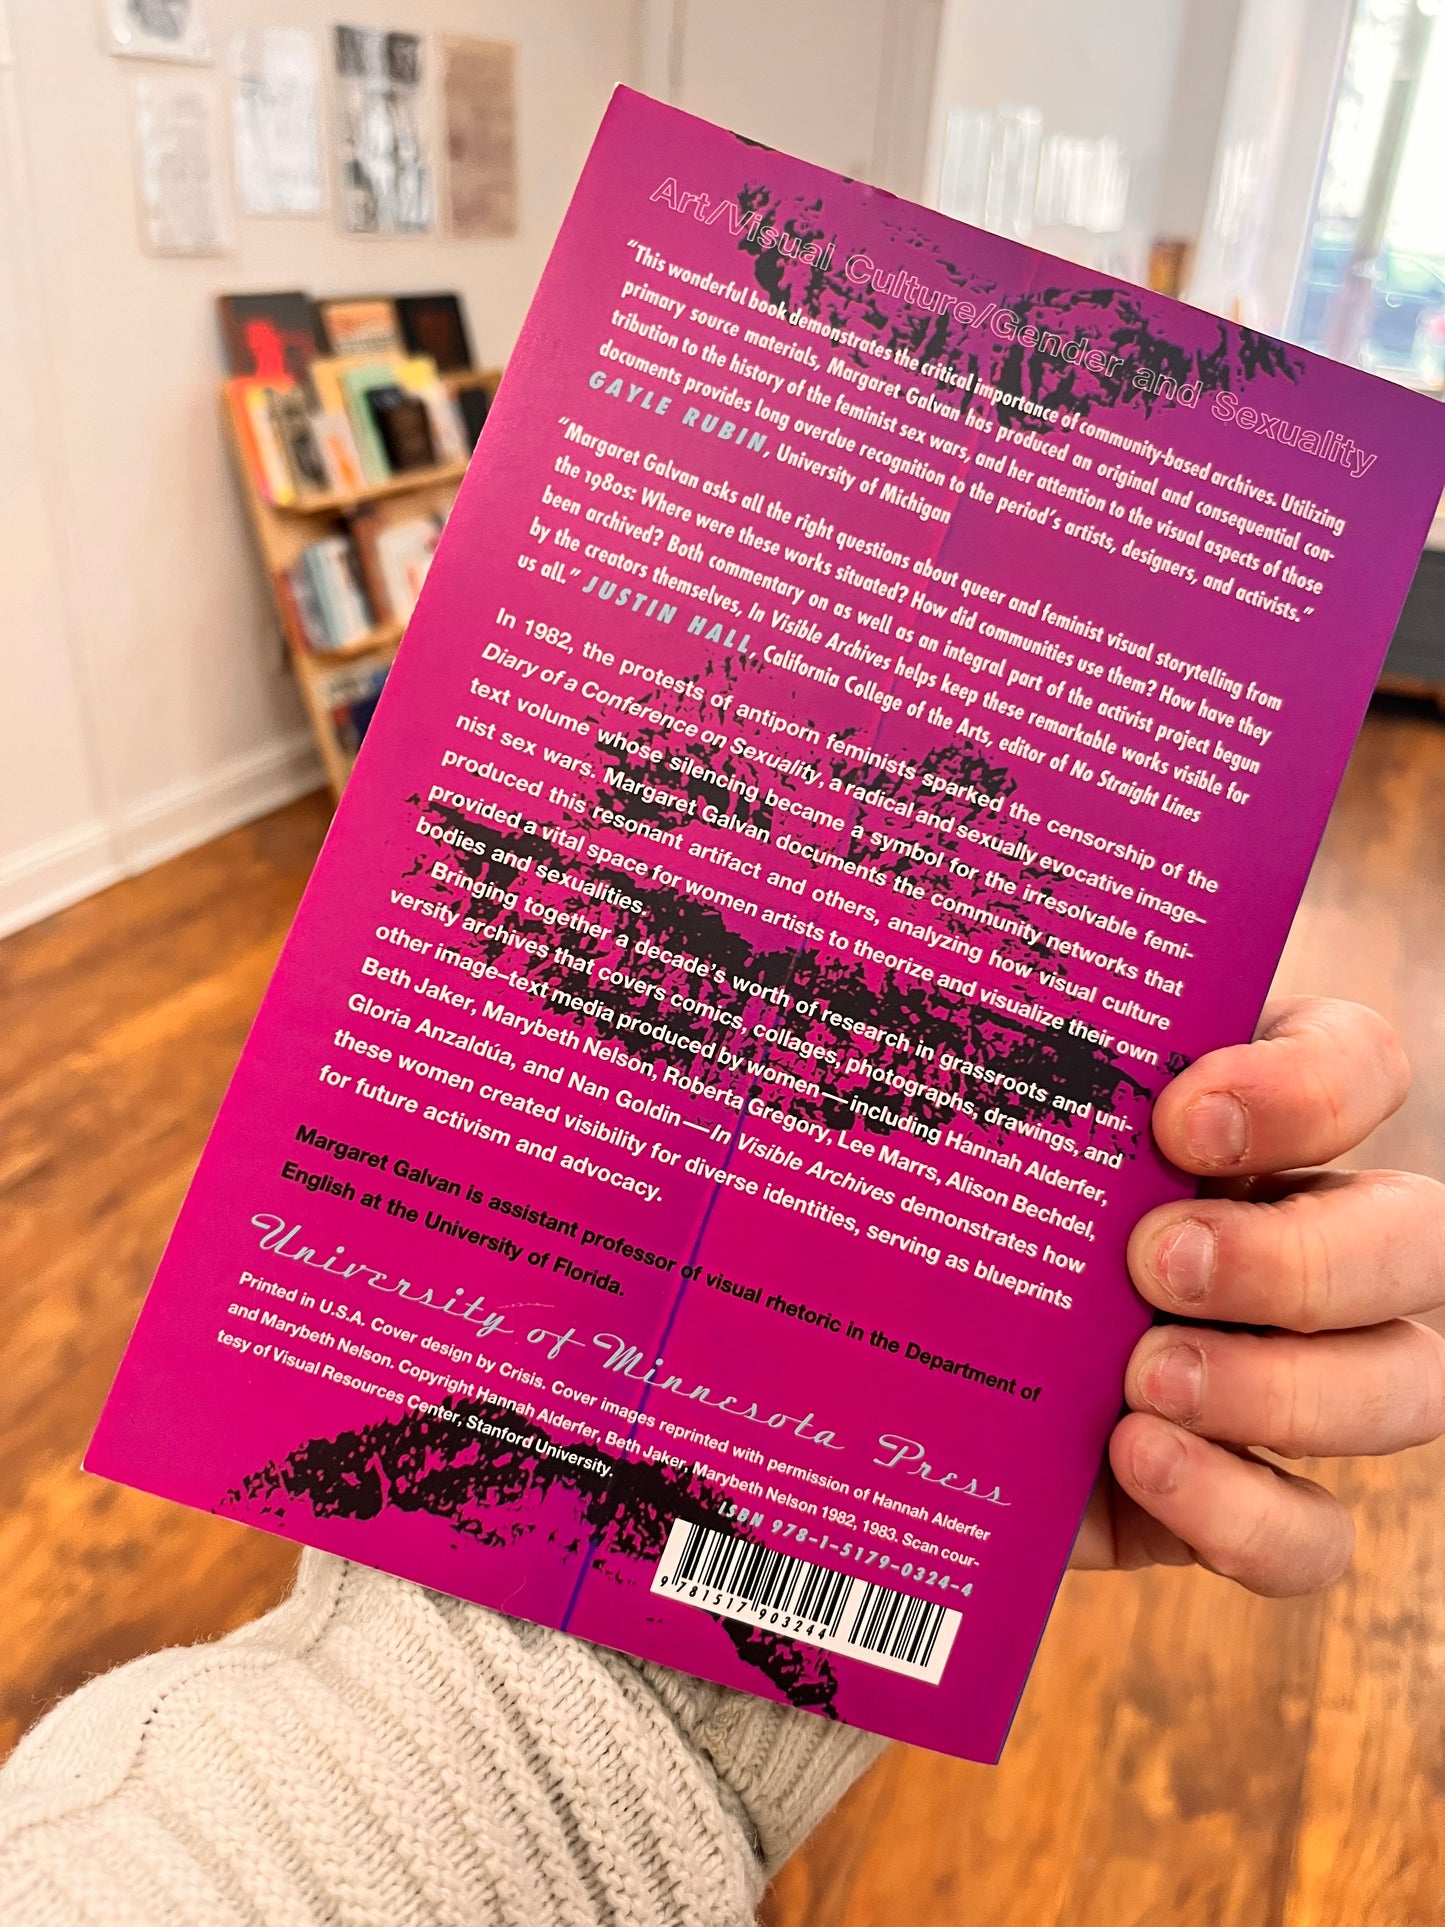 Art/Visual Culture/Gender and Sexuality
“This wonderful book demonstrates the critical importance of community-based archives. Utilizing
primary source materials, Margaret Galvan has produced an original and consequential con-
tribution to the history of the feminist sex wars, and her attention to the visual aspects of those
documents provides long overdue recognition to the period’s artists, designers, and activists.”
GAYLE RUBIN, University of Michigan
“Margaret Galvan asks all the right questions about queer and feminist visual storytelling from
the 1980s: Where were these works situated? How did communities use them? How have they
been archived? Both commentary on as well as an integral part of the activist project begun
by the creators themselves, In Visible Archives helps keep these remarkable works visible for
us all.” JUSTIN HALL, California College of the Arts, editor of No Straight Lines
In 1982, the protests of antiporn feminists sparked the censorship of the
Diary of a Conference on Sexuality, a radical and sexually evocative image–
text volume whose silencing became a symbol for the irresolvable femi-
nist sex wars. Margaret Galvan documents the community networks that
produced this resonant artifact and others, analyzing how visual culture
provided a vital space for women artists to theorize and visualize their own
bodies and sexualities.
Bringing together a decade’s worth of research in grassroots and uni-
versity archives that covers comics, collages, photographs, drawings, and
other image–text media produced by women—including Hannah Alderfer,
Beth Jaker, Marybeth Nelson, Roberta Gregory, Lee Marrs, Alison Bechdel,
Gloria Anzaldúa, and Nan Goldin—In Visible Archives demonstrates how
these women created visibility for diverse identities, serving as blueprints
for future activism and advocacy.
Margaret Galvan is assistant professor of visual rhetoric in the Department of
English at the University of Florida.
University of Minnesota Press
Printed in U.S.A. Cover design by Crisis. Cover images reprinted with permission of Hannah Alderfer
and Marybeth Nelson. Copyright Hannah Alderfer, Beth Jaker, Marybeth Nelson 1982, 1983. Scan cour-
tesy of Visual Resources Center, Stanford University.
ISBN 978-1-5179-0324-4
9 781517 903244